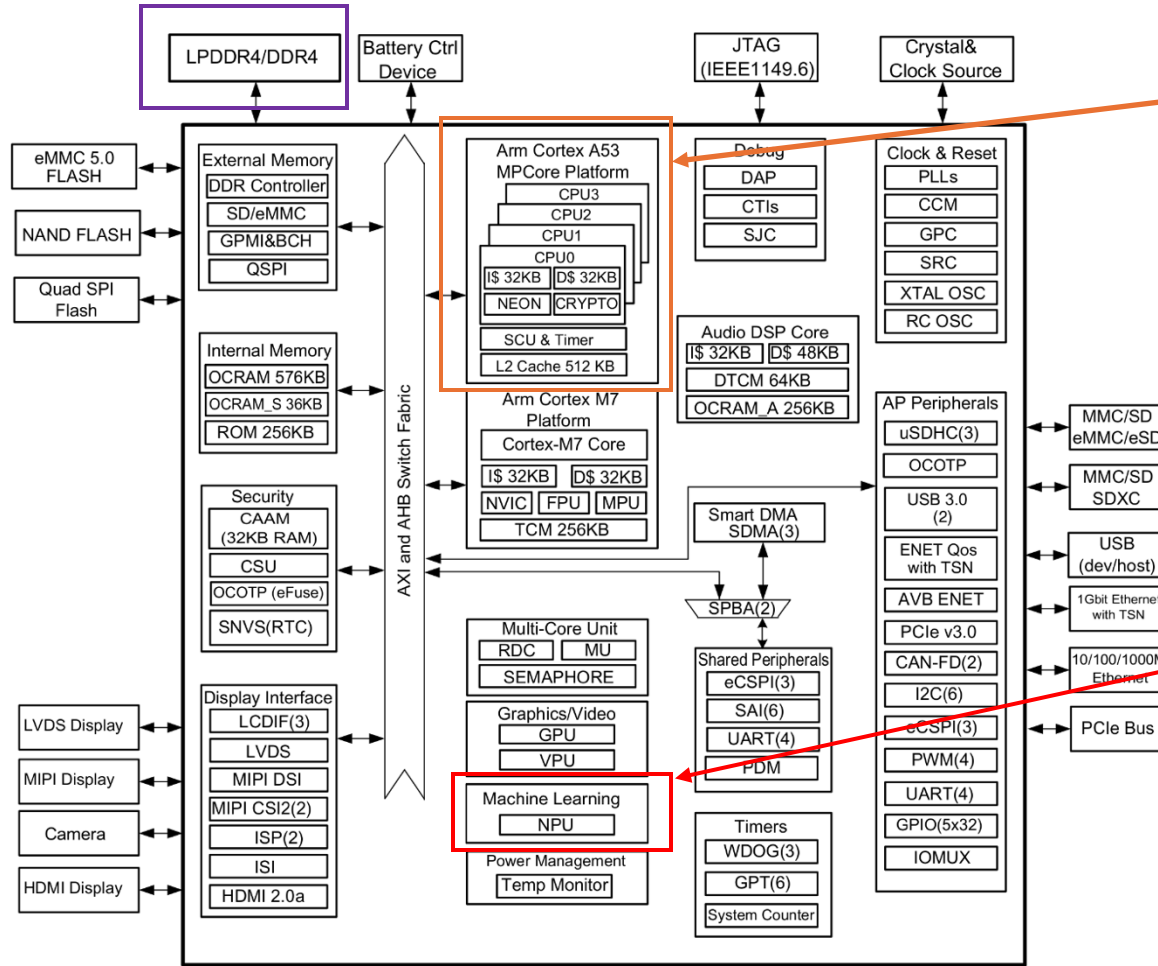 LPDDR4/DDR4
Battery Ctrl
Device
JTAG
(IEEE1149.6)
Crystal&
Clock Source
eMMC 5.0
FLASH
NAND FLASH
Quad SPI
Flash
External Memory
DDR Controller
SD/eMMC
GPMI&BCH
QSPI
Internal Memory
OCRAM 576KB
OCRAM_S 36KB
ROM 256KB
Security
CAAM
(32KB RAM)
CSU
OCOTP (eFuse)
SNVS(RTC)
LVDS Display
MIPI Display
Camera
HDMI Display
Display Interface
LCDIF(3)
LVDS
MIPI DSI
MIPI CSI2(2)
ISP(2)
ISI
HDMI 2.0a
AXI and AHB Switch Fabric
Arm Cortex A53
MPCore Platform
CPU3
CPU2
CPU1
CPU0
I$ 32KB
D$ 32KB
NEON
CRYPTO
SCU & Timer
L2 Cache 512 KB
Arm Cortex M7
Platform
Cortex-M7 Core
I$ 32KB
D$ 32KB
NVIC
FPU
MPU
TCM 256KB
Multi-Core Unit
RDC
MU
SEMAPHORE
Graphics/Video
GPU
VPU
Machine Learning
NPU
Power Management
Temp Monitor
Debug
DAP
CTIs
SJC
Audio DSP Core
I$ 32KB
D$ 48KB
DTCM 64KB
OCRAM_A 256KB
Smart DMA
SDMA(3)
SPBA(2)
Shared Peripherals
eCSPI(3)
SAI(6)
UART(4)
PDM
Timers
WDOG(3)
GPT(6)
System Counter
Clock & Reset
PLLs
CCM
GPC
SRC
XTAL OSC
RC OSC
AP Peripherals
uSDHC(3)
OCOTP
USB 3.0
(2)
ENET Qos
with TSN
AVB ENET
PCIe v3.0
CAN-FD(2)
I2C(6)
eCSPI(3)
PWM(4)
UART(4)
GPIO(5x32)
IOMUX
MMC/SD
eMMC/eSD
MMC/SD
SDXC
USB
(dev/host)
1Gbit Ethernet
with TSN
10/100/1000M
Ethernet
PCIe Bus